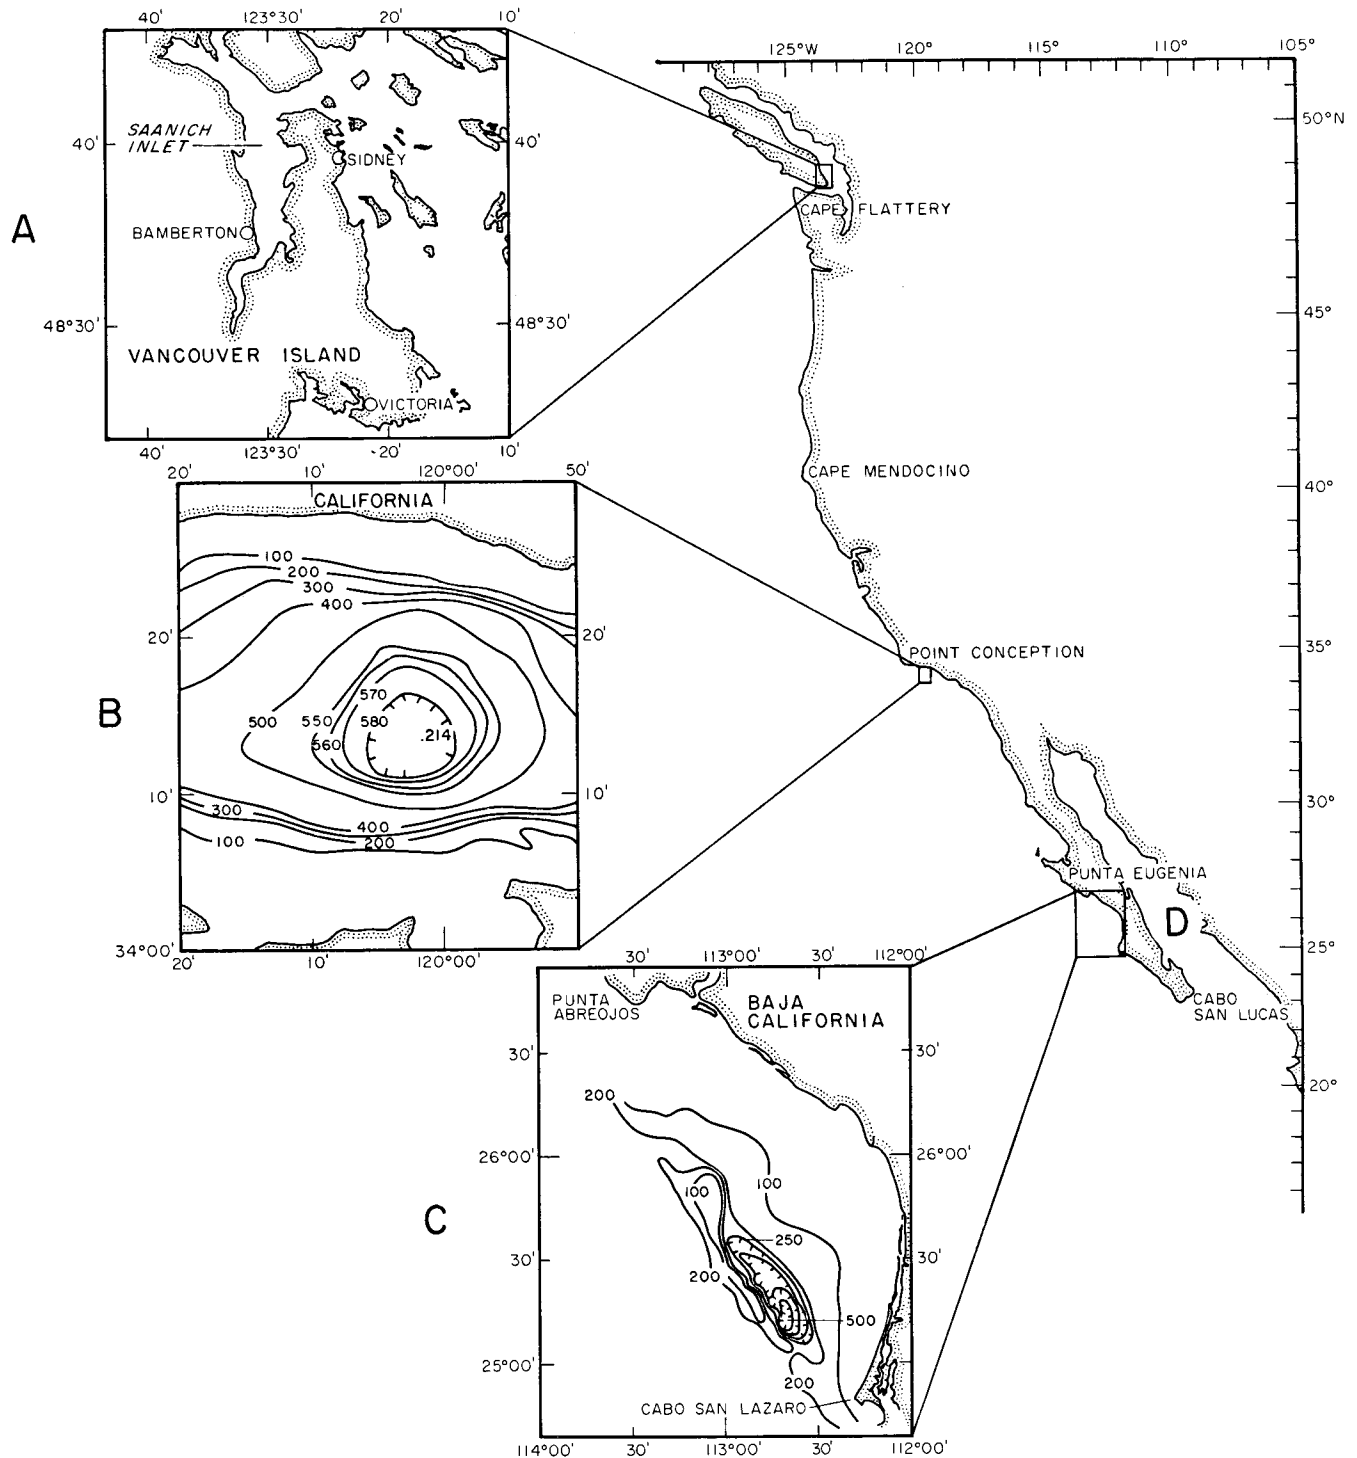 40'
123°30'
20'
10'
SAANICH
INLET
40'
40'
SIDNEY
A
BAMBERTON
48°30'
48°30'
VANCOUVER ISLAND
VICTORIA
40'
123°30'
20'
10'
125°W
120°
115°
110°
105°
50°N
CAPE FLATTERY
45°
CAPE MENDOCINO
40°
POINT CONCEPTION
35°
30°
PUNTA EUGENIA
D
25°
CABO
SAN LUCAS
20°
20'
10'
120°00'
50'
CALIFORNIA
100
200
300
400
20'
20'
B
570
500
550
580
.214
560
10'
10'
300
400
100
200
34°00'
20'
10'
120°00'
30'
113°00'
30'
112°00'
PUNTA
ABREOJOS
BAJA
CALIFORNIA
30'
30'
200
26°00'
26°00'
100
100
C
250
30'
30'
200
500
25°00'
200
CABO SAN LAZARO
114°00'
30'
113°00'
30'
112°00'